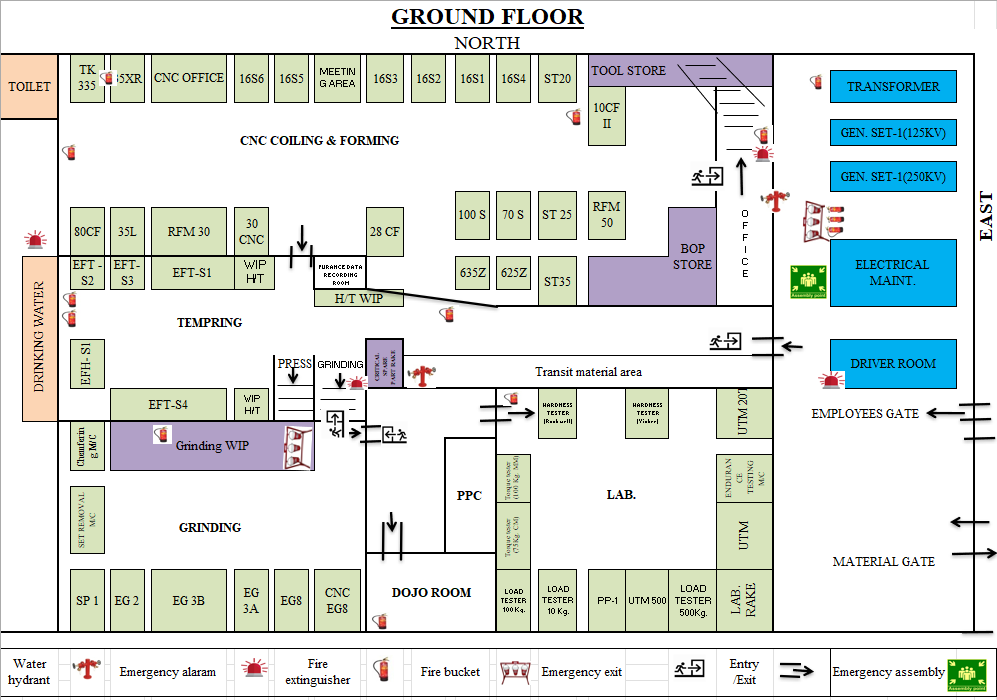 GROUND FLOOR
NORTH
TOILET
TK
335
35XR
CNC OFFICE
16S6
16S5
MEETIN
G AREA
16S3
16S2
16S1
16S4
ST20
TOOL STORE
TRANSFORMER
10CF
II
GEN. SET-1(125KV)
CNC COILING & FORMING
GEN. SET-1(250KV)
EAST
80CF
35L
RFM 30
30
CNC
28 CF
100 S
70 S
ST 25
RFM
50
BOP
STORE
OFFICE
ELECTRICAL
MAINT.
Assembly point
EFT -
S2
EFT-
S3
EFT-S1
WIP
H/T
FURANCE DATA
RECORDING
ROOM
635Z
625Z
ST35
H/T WIP
DRINKING WATER
TEMPRING
EFH- S1
PRESS
GRINDING
CRITICAL
SPARE
PART RAKE
Transit material area
DRIVER ROOM
EFT-S4
WIP
H/T
HARDNESS
TESTER
(Rockwell)
HARDNESS
TESTER
(Vicker)
UTM 20T
EMPLOYEES GATE
Chemfering M/C
Grinding WIP
Torque tester
(100 Kg. MM)
ENDURAN
CE
TESTING
M/C
PPC
LAB.
SET REMOVAL
M/C
GRINDING
Torque tester
(75Kg. CM)
UTM
MATERIAL GATE
SP 1
EG 2
EG 3B
EG
3A
EG8
CNC
EG8
DOJO ROOM
LOAD
TESTER
100Kg.
LOAD
TESTER
10 Kg.
PP-1
UTM 500
LOAD
TESTER
500Kg.
LAB.
RAKE
Water
hydrant
Emergency alaram
Fire
extinguisher
Fire bucket
Emergency exit
Entry
/Exit
Emergency assembly
Assembly point